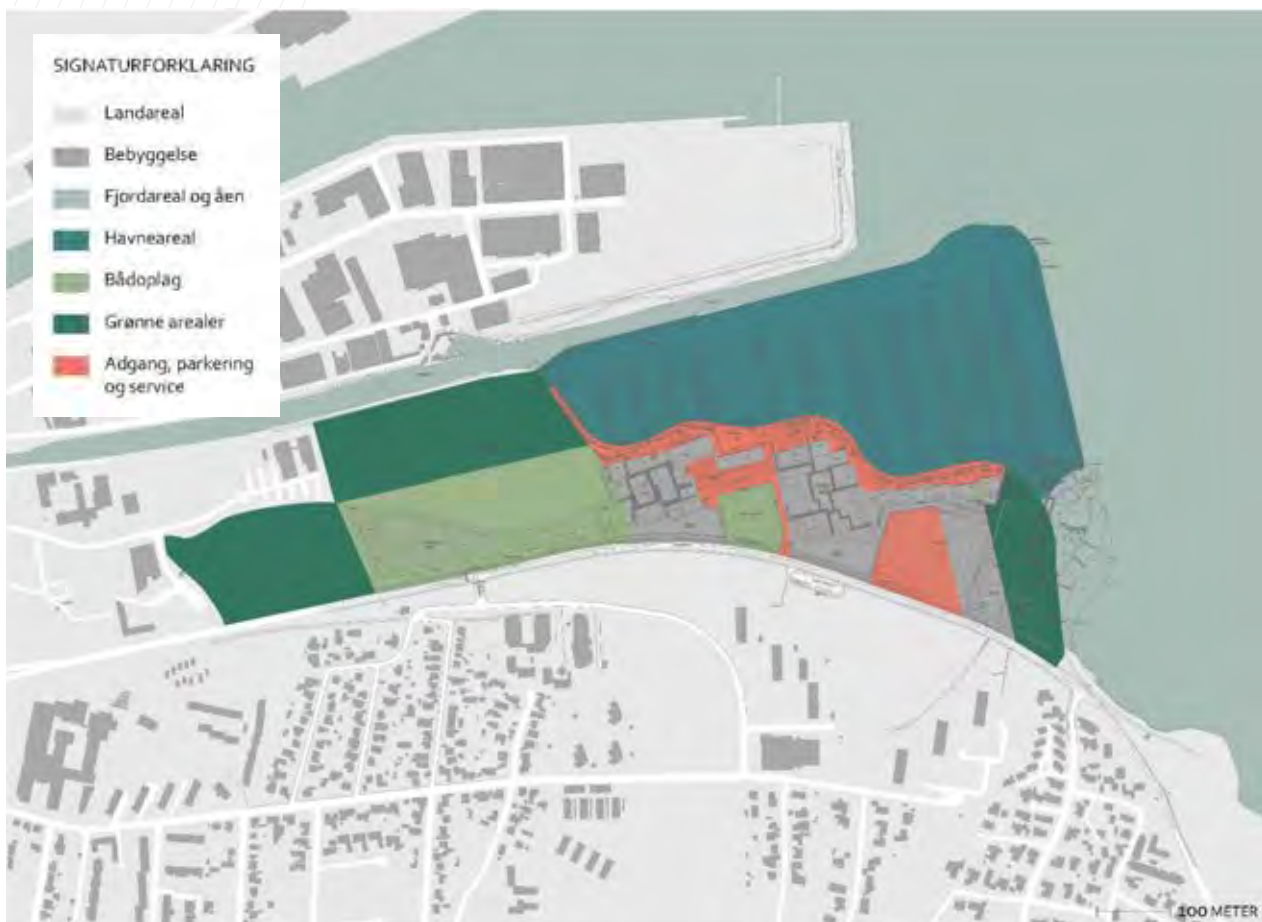 SIGNATURFORKLARING
Landareal
Bebyggelse
Fjordareal og åen
Havneareal
Bådoplag
Grønne arealer
Adgang, parkering
og service
100 METER